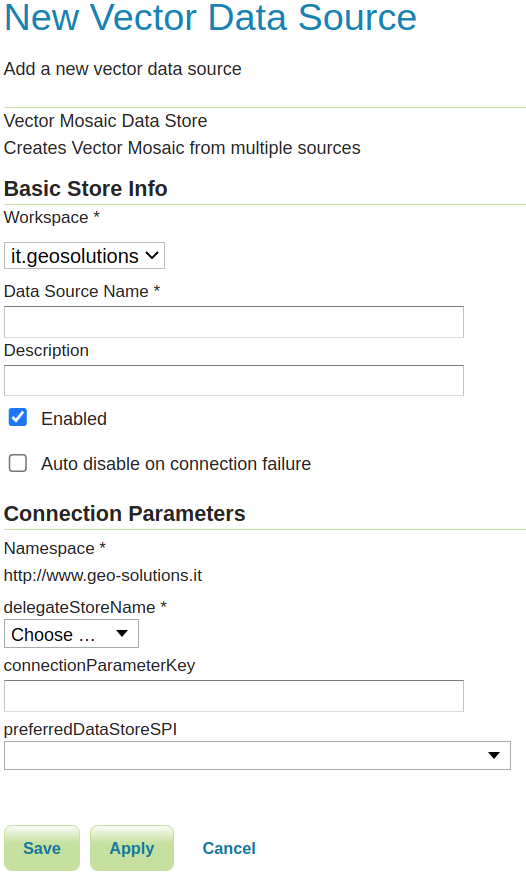 New Vector Data Source
Add a new vector data source
Vector Mosaic Data Store
Creates Vector Mosaic from multiple sources
Basic Store Info
Workspace *
it.geosolutions
Data Source Name *
Description
Enabled
Auto disable on connection failure
Connection Parameters
Namespace *
http://www.geo-solutions.it
delegateStoreName *
Choose ...
connectionParameterKey
preferredDataStoreSPI
Save Apply Cancel